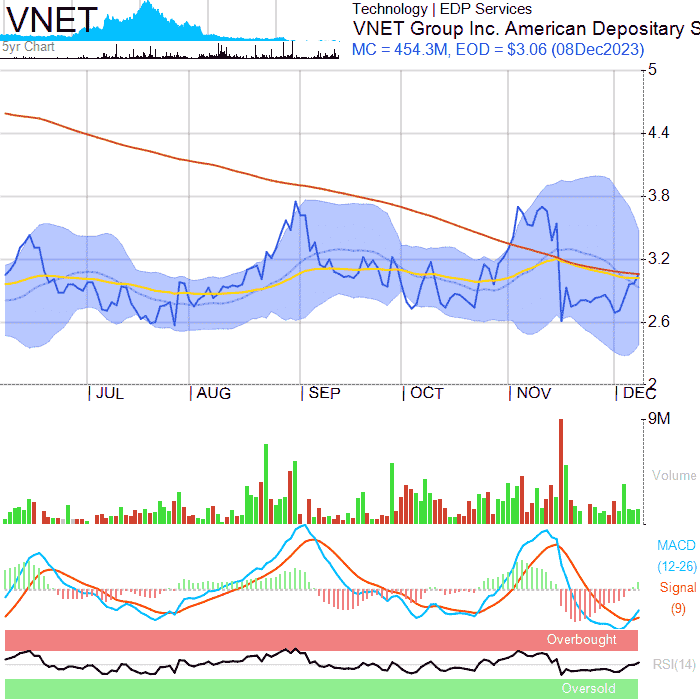 VNET
5yr Chart
Technology | EDP Services
VNET Group Inc. American Depositary S
MC = 454.3M, EOD = $3.06 (08Dec2023)
5
4.4
3.8
3.2
2.6
2
JUL AUG SEP OCT NOV DEC
9M
Volume
MACD
(12-26)
Signal
(9)
Overbought
RSI(14)
Oversold